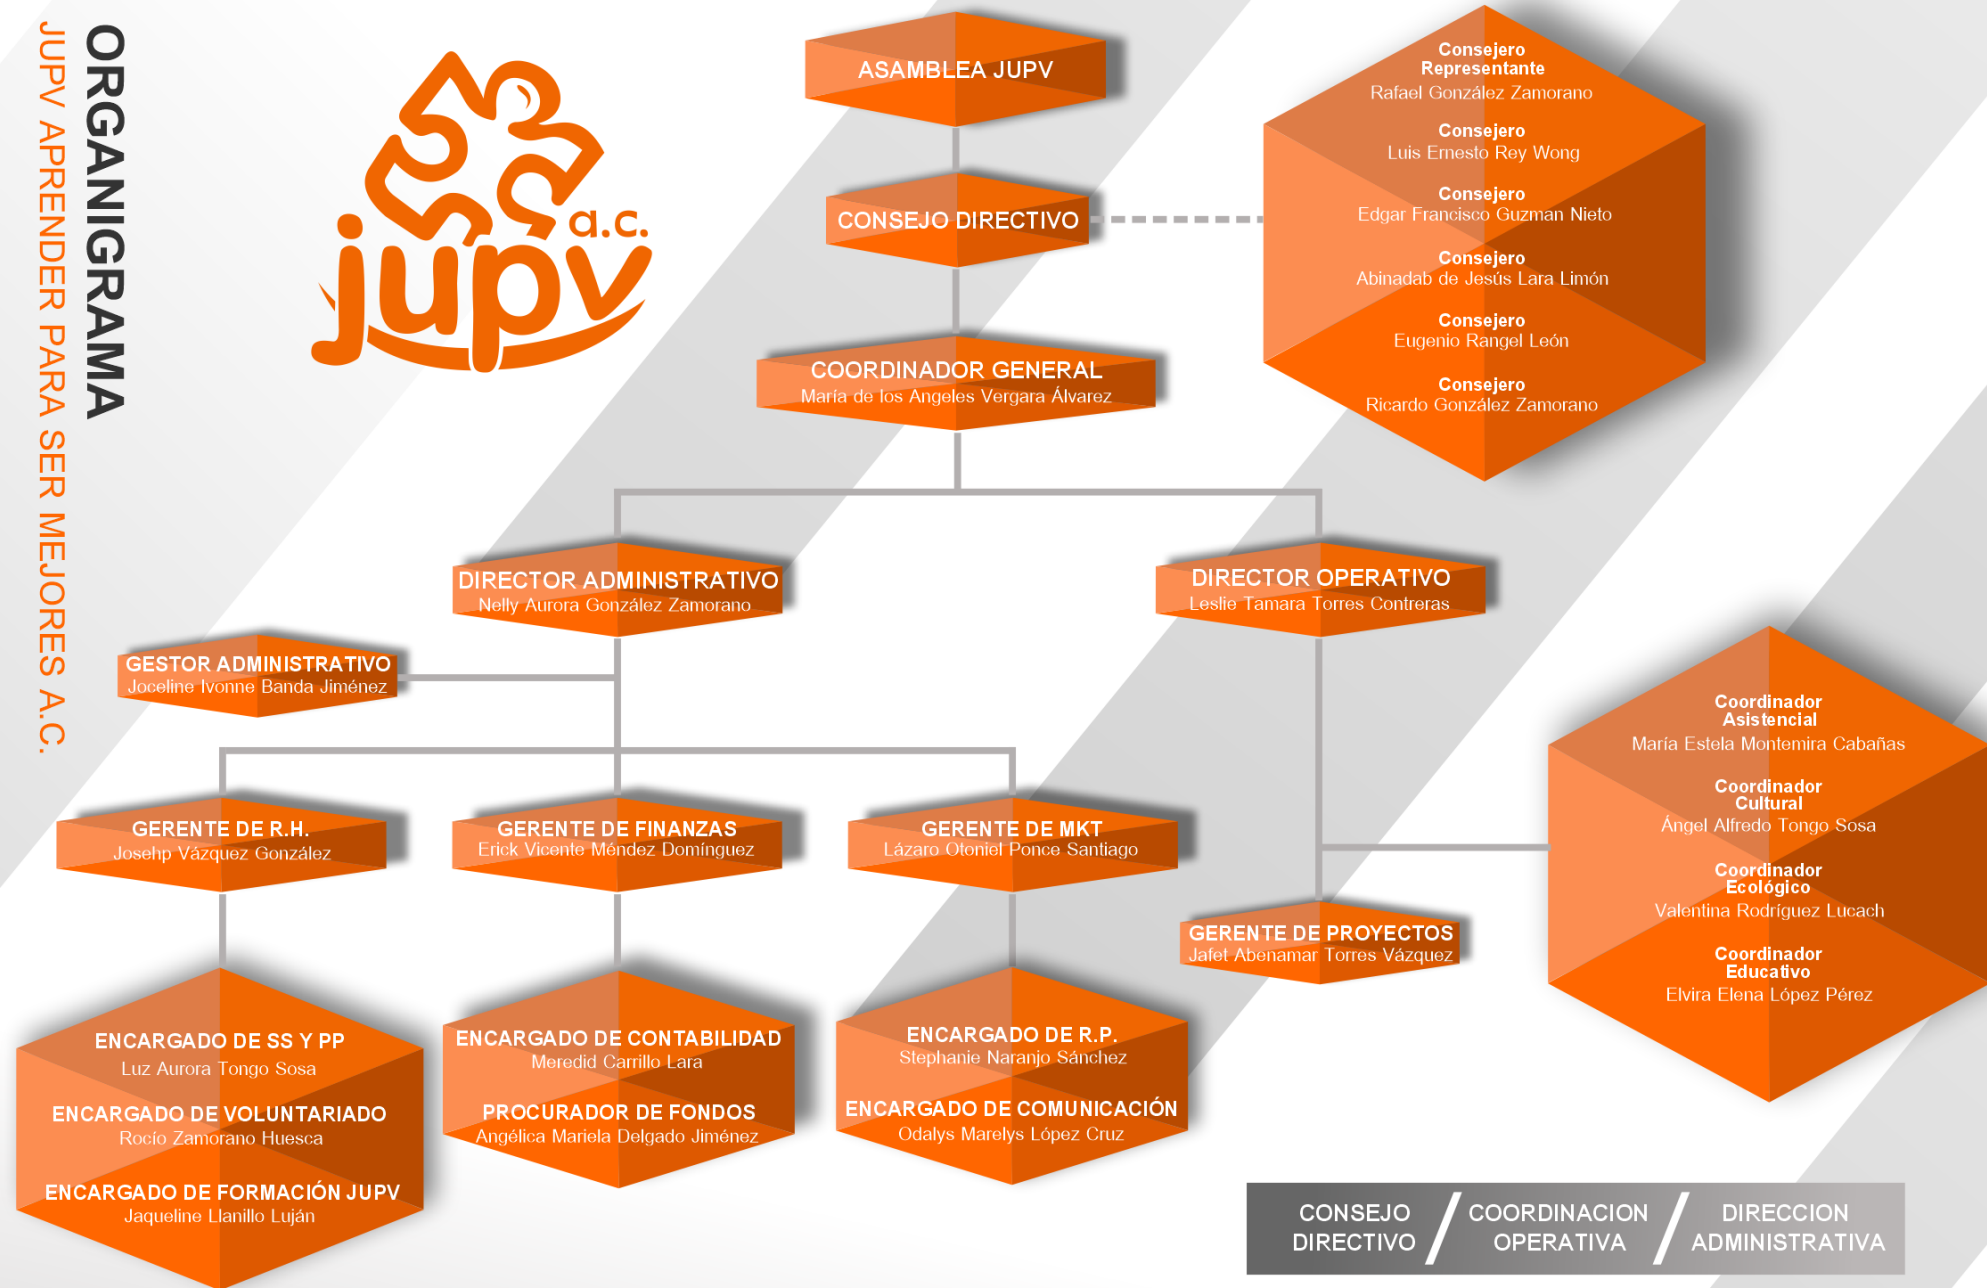 ORGANIGRAMA
JUPV APRENDER PARA SER MEJORES A.C.
a.c.
jupv
ASAMBLEA JUPV
CONSEJO DIRECTIVO
Consejero
Representante
Rafael González Zamorano
Consejero
Luis Ernesto Rey Wong
Consejero
Edgar Francisco Guzman Nieto
Consejero
Abinadab de Jesús Lara Limón
Consejero
Eugenio Rangel León
Consejero
Ricardo González Zamorano
COORDINADOR GENERAL
María de los Angeles Vergara Álvarez
DIRECTOR ADMINISTRATIVO
Nelly Aurora González Zamorano
DIRECTOR OPERATIVO
Leslie Tamara Torres Contreras
GESTOR ADMINISTRATIVO
Joceline Ivonne Banda Jiménez
GERENTE DE R.H.
Josehp Vázquez González
GERENTE DE FINANZAS
Erick Vicente Méndez Domínguez
GERENTE DE MKT
Lázaro Otoniel Ponce Santiago
GERENTE DE PROYECTOS
Jafet Abenamar Torres Vázquez
Coordinador
Asistencial
María Estela Montemira Cabañas
Coordinador
Cultural
Ángel Alfredo Tongo Sosa
Coordinador
Ecológico
Valentina Rodríguez Lucach
Coordinador
Educativo
Elvira Elena López Pérez
ENCARGADO DE SS Y PP
Luz Aurora Tongo Sosa
ENCARGADO DE VOLUNTARIADO
Rocío Zamorano Huesca
ENCARGADO DE FORMACIÓN JUPV
Jaqueline Llanillo Luján
ENCARGADO DE CONTABILIDAD
Meredid Carrillo Lara
PROCURADOR DE FONDOS
Angélica Mariela Delgado Jiménez
ENCARGADO DE R.P.
Stephanie Naranjo Sánchez
ENCARGADO DE COMUNICACIÓN
Odalys Marelys López Cruz
CONSEJO
DIRECTIVO
COORDINACION
OPERATIVA
DIRECCION
ADMINISTRATIVA